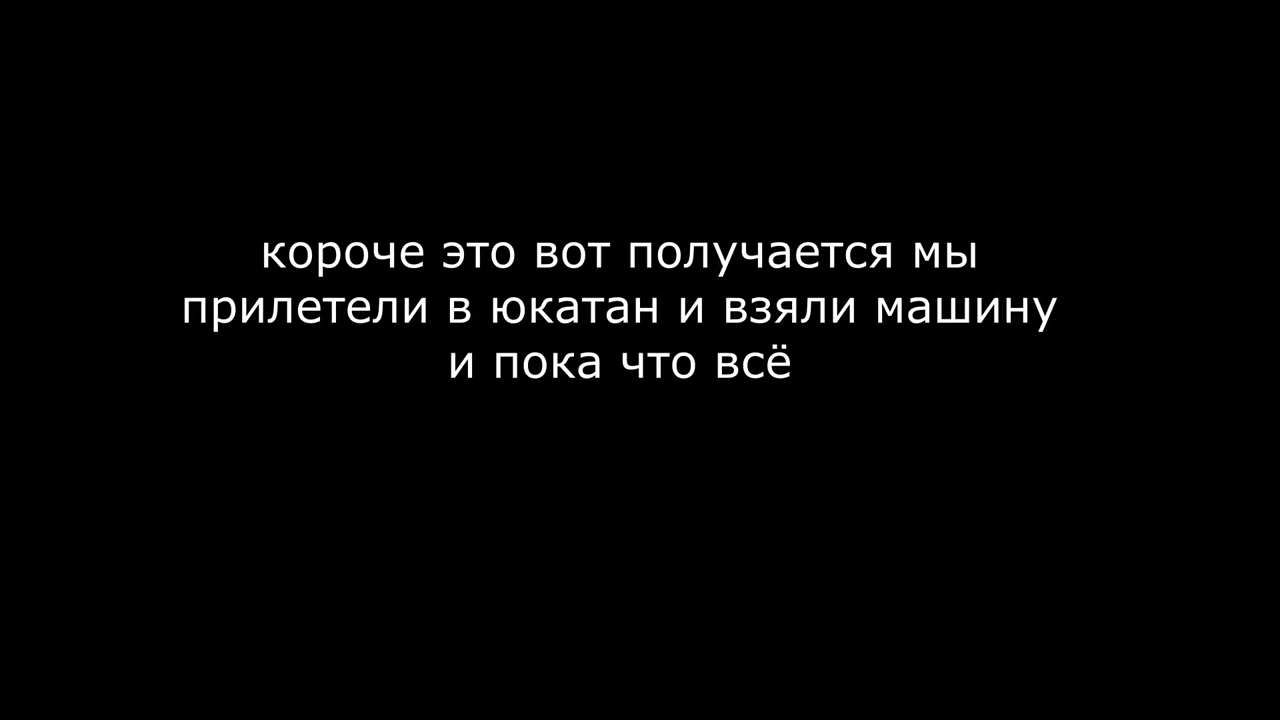 короче это вот получается мы
прилетели в юкатан и взяли машину
и пока что всё